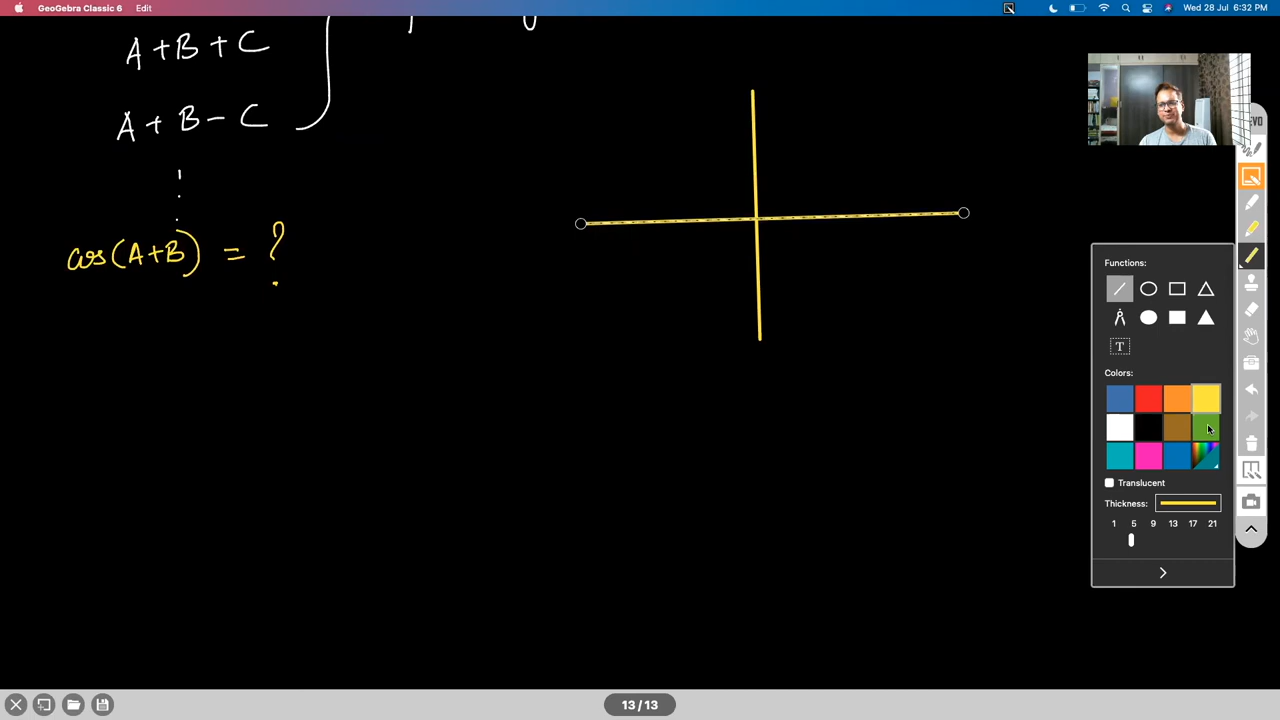 GeoGebra Classic 6 Edit Wed 28 Jul 6:32 PM
A+B+C
A+B-C
cos(A+B) = ?
Functions:
T
Colors:
Translucent
Thickness:
1 5 9 13 17 21
13/13